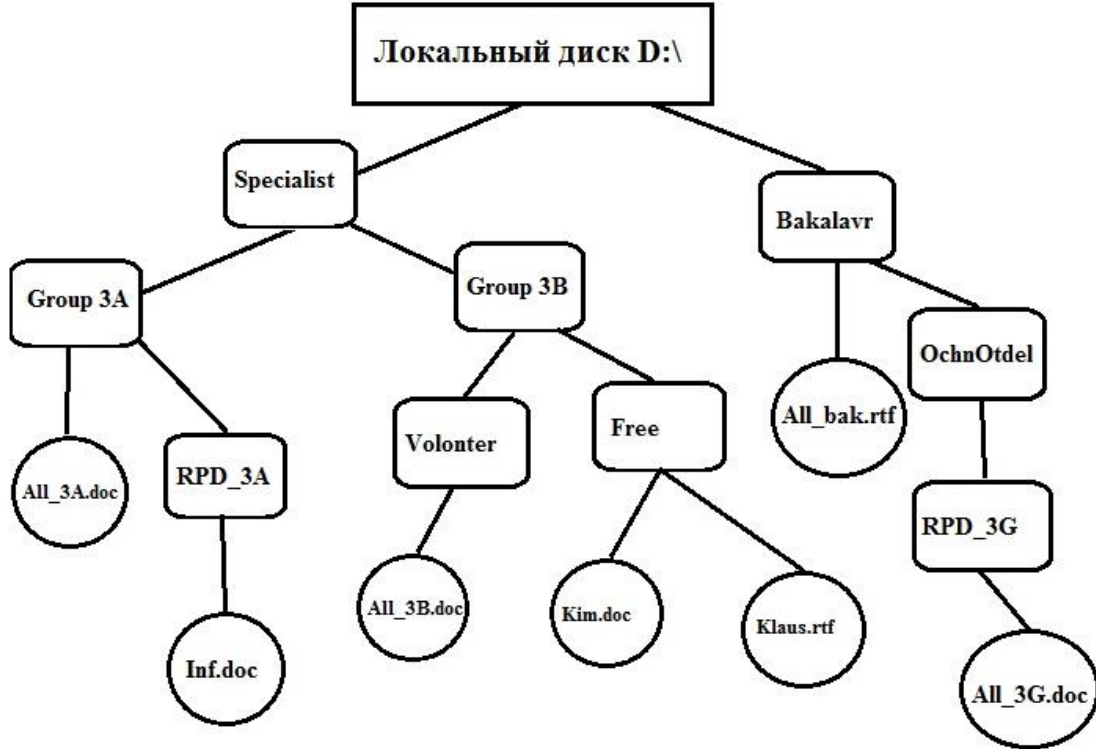 Локальный диск D:\
Specialist
Bakalavr
Group 3A
Group 3B
OchnOtdel
Volonter
Free
All_bak.rtf
All_3A.doc
RPD_3A
RPD_3G
All_3B.doc
Kim.doc
Klaus.rtf
Inf.doc
All_3G.doc